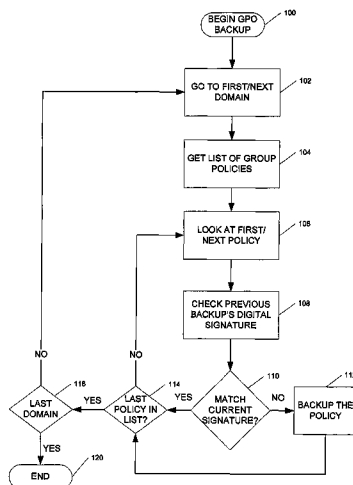 BEGIN GPO
BACKUP
100
GO TO FIRST/NEXT
DOMAIN
102
GET LIST OF GROUP
POLICIES
104
LOOK AT FIRST/
NEXT POLICY
106
CHECK PREVIOUS
BACKUP'S DIGITAL
SIGNATURE
108
NO
NO
116
LAST
DOMAIN
YES
114
LAST
POLICY IN
LIST?
YES
110
MATCH
CURRENT
SIGNATURE?
NO
BACKUP THE
POLICY
YES
END
120